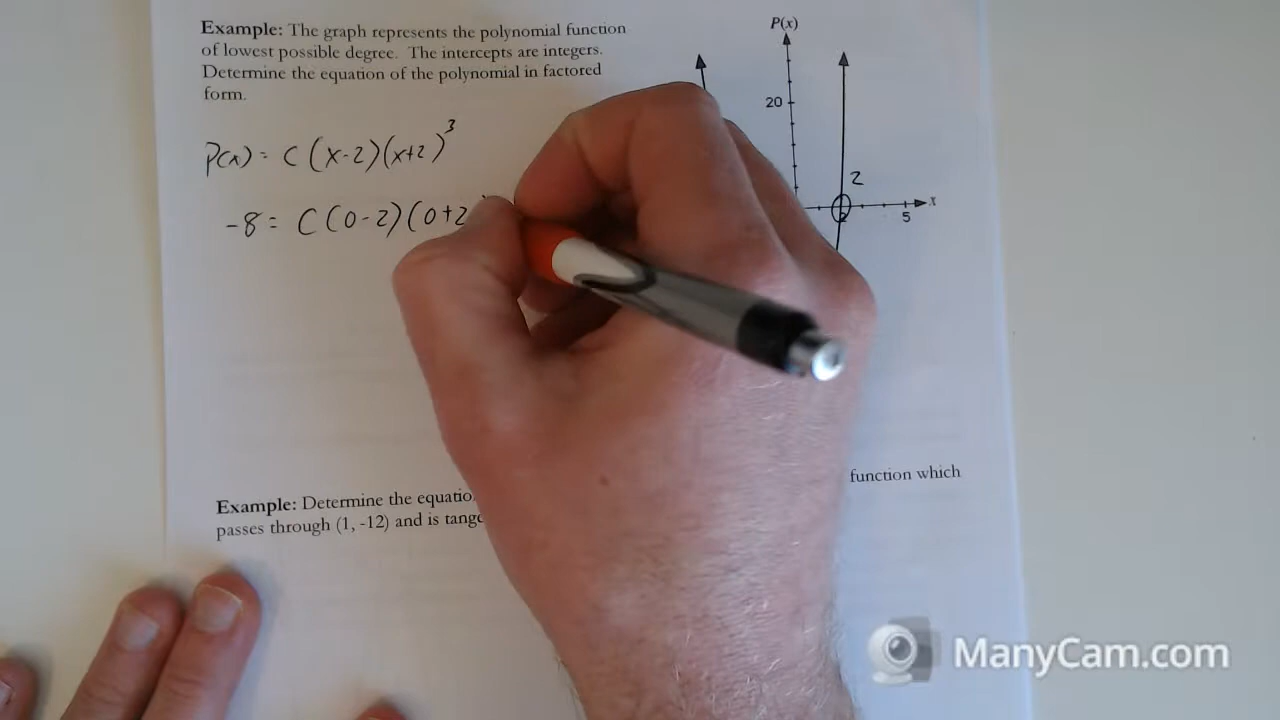 Example: The graph represents the polynomial function
of lowest possible degree. The intercepts are integers.
Determine the equation of the polynomial in factored
form.
P(x) = C(x-2)(x+2)³
-8 = C(0-2)(0+2
P(x)
20
2
x
2
5
Example: Determine the equatio
function which
passes through (1, -12) and is tange
ManyCam.com